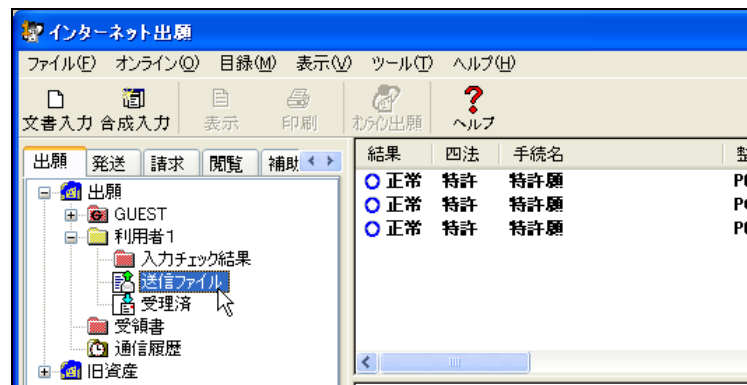 インターネット出願
ファイル(F) オンライン(O) 目録(M) 表示(V) ツール(T) ヘルプ(H)
文書入力 合成入力 表示 印刷 オンライン出願 ヘルプ
出願 発送 請求 閲覧 補助
出願
GUEST
利用者1
入力チェック結果
送信ファイル
受理済
受領書
通信履歴
旧資産
結果 四法 手続名 整
正常 特許 特許願
正常 特許 特許願
正常 特許 特許願